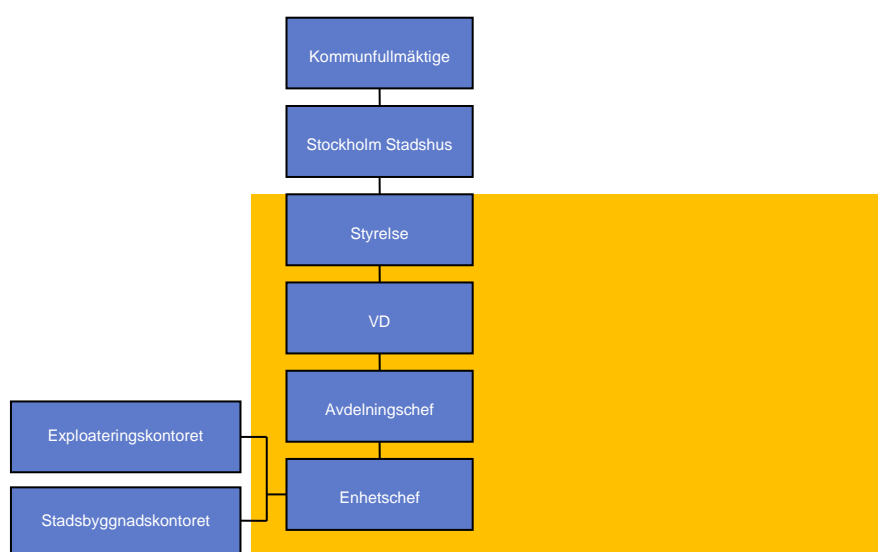 Kommunfullmäktige
Stockholm Stadshus
Styrelse
VD
Avdelningschef
Exploateringskontoret
Enhetschef
Stadsbyggnadskontoret